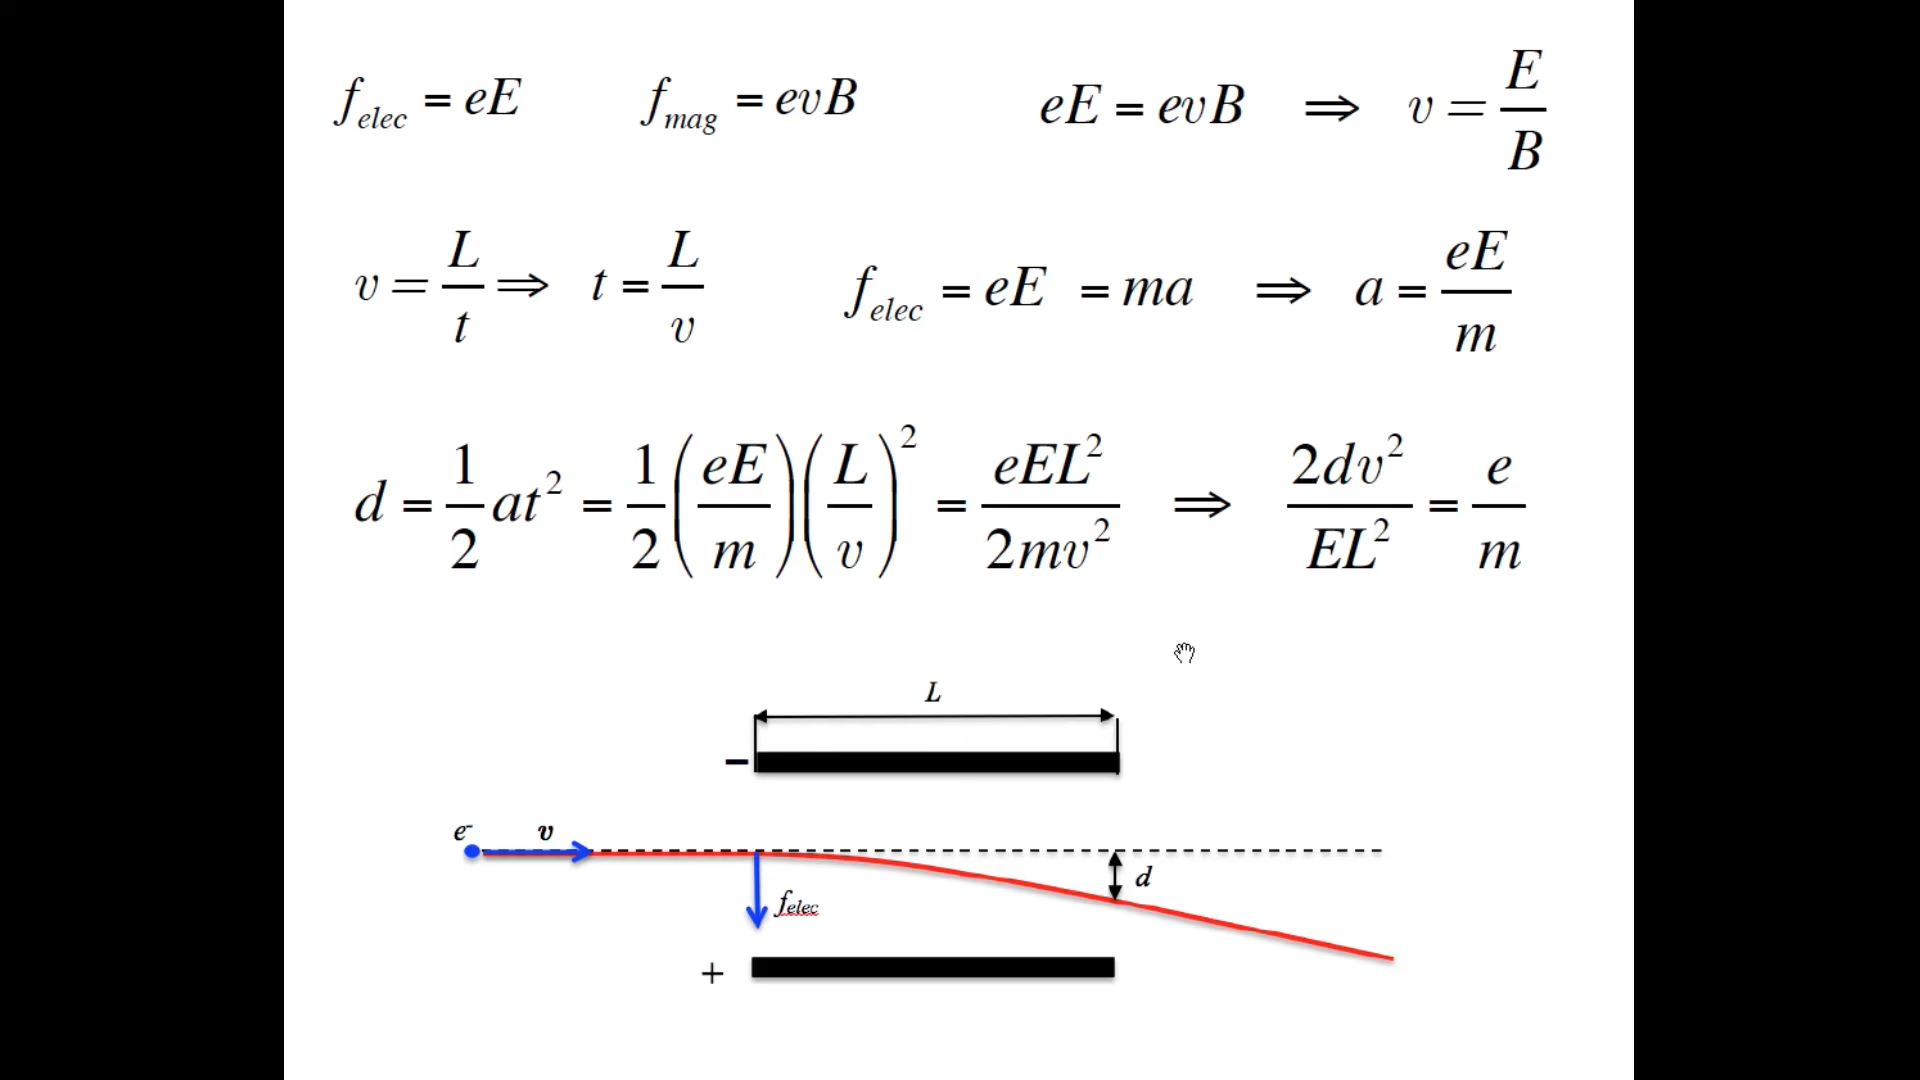 f_elec = eE    f_mag = evB    eE = evB ⇒ v = E/B
v = L/t ⇒ t = L/v    f_elec = eE = ma ⇒ a = eE/m
d = 1/2 at² = 1/2 (eE/m)(L/v)² = eEL²/2mv² ⇒ 2dv²/EL² = e/m
L
−
e⁻ v
d
f_elec
+